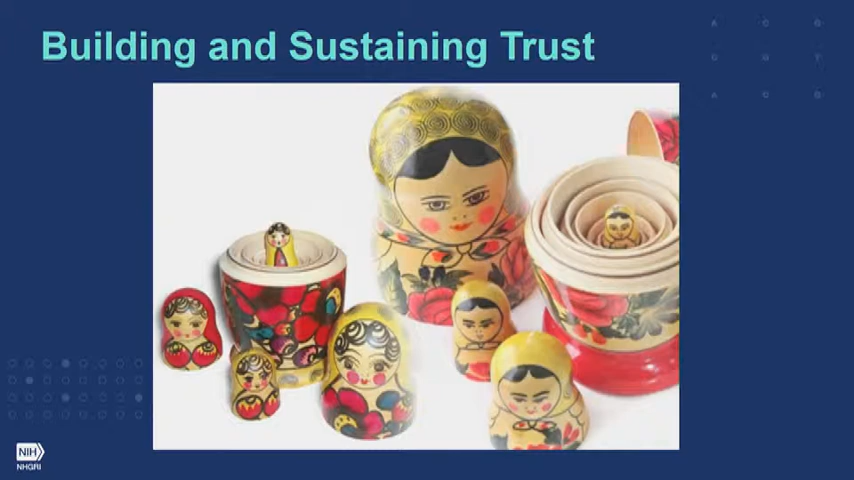 Building and Sustaining Trust
A C G
C G T
A C G
NIH
NHGRI